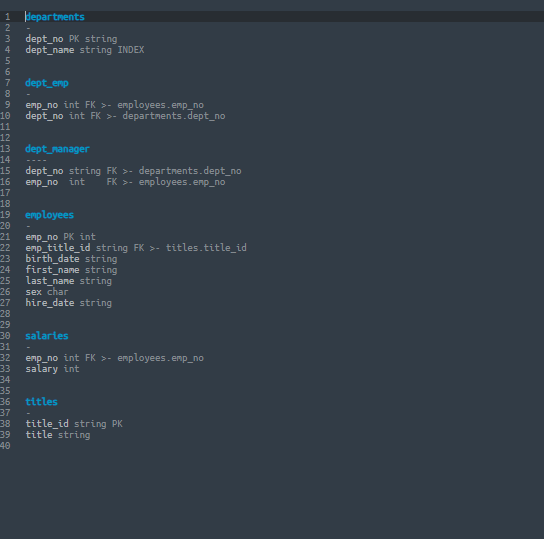 1 departments
2 -
3 dept_no PK string
4 dept_name string INDEX
5
6
7 dept_emp
8 -
9 emp_no int FK >- employees.emp_no
10 dept_no int FK >- departments.dept_no
11
12
13 dept_manager
14 ----
15 dept_no string FK >- departments.dept_no
16 emp_no  int    FK >- employees.emp_no
17
18
19 employees
20 -
21 emp_no PK int
22 emp_title_id string FK >- titles.title_id
23 birth_date string
24 first_name string
25 last_name string
26 sex char
27 hire_date string
28
29
30 salaries
31 -
32 emp_no int FK >- employees.emp_no
33 salary int
34
35
36 titles
37 -
38 title_id string PK
39 title string
40